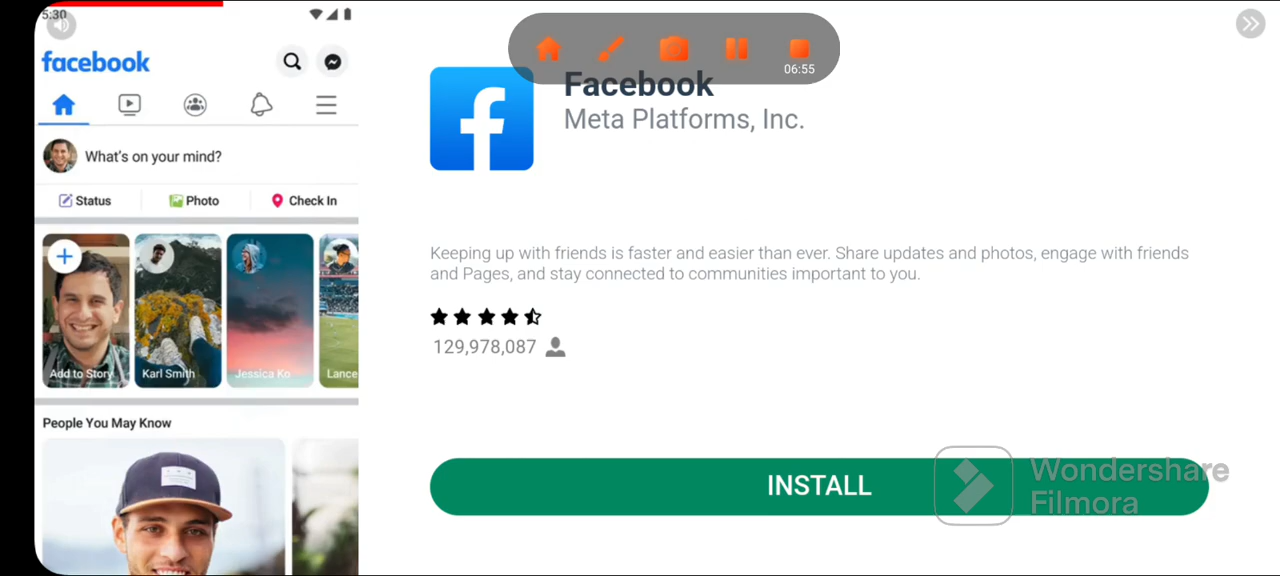 5:30
facebook
What's on your mind?
Status
Photo
Check In
Add to Story
Karl Smith
Jessica Ko
Lance
People You May Know
06:55
Facebook
Meta Platforms, Inc.
Keeping up with friends is faster and easier than ever. Share updates and photos, engage with friends
and Pages, and stay connected to communities important to you.
129,978,087
INSTALL
Wondershare
Filmora